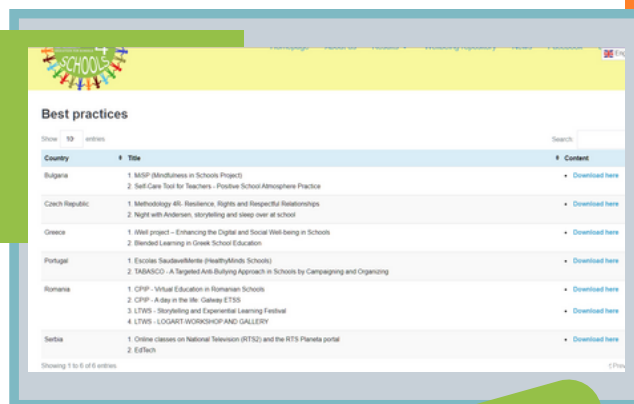 4
SCHOOLS
Homepage About us Results Wellbeing Repository News Facebook
Best practices
Show 10 entries Search:
Country Title Content
Bulgaria 1. MiSP (Mindfulness in Schools Project) Download here
2. Self-Care Tool for Teachers - Positive School Atmosphere Practice
Czech Republic 1. Methodology 4R- Resilience, Rights and Respectful Relationships Download here
2. Night with Andersen, storytelling and sleep over at school
Greece 1. iWell project – Enhancing the Digital and Social Well-being in Schools Download here
2. Blended Learning in Greek School Education
Portugal 1. Escolas SaudavelMente (HealthyMinds Schools) Download here
2. TABASCO - A Targeted Anti-Bullying Approach in Schools by Campaigning and Organizing
Romania 1. CPIP - Virtual Education in Romanian Schools Download here
2. CPIP - A day in the life: Galway ETSS
3. LTWS - Storytelling and Experiential Learning Festival Download here
4. LTWS - LOGART-WORKSHOP AND GALLERY
Serbia 1. Online classes on National Television (RTS2) and the RTS Planeta portal Download here
2. EdTech
Showing 1 to 6 of 6 entries